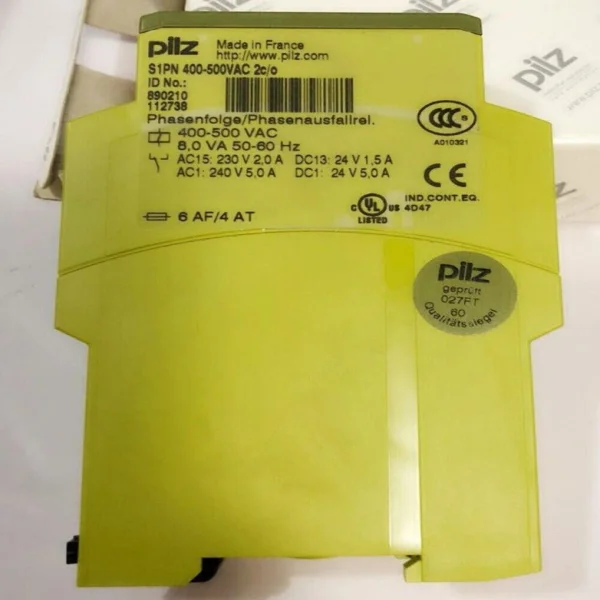 pilz
Made in France
http://www.pilz.com
S1PN 400-500VAC 2c/o
ID No.:
890210
112738
Phasenfolge/Phasenausfallrel.
400-500 VAC
8,0 VA 50-60 Hz
AC15: 230 V 2,0 A DC13: 24 V 1,5 A
AC1: 240 V 5,0 A DC1: 24 V 5,0 A
6 AF/4 AT
CCC
A010321
CE
IND.CONT.EQ.
C UL US 4D47
LISTED
pilz
geprüft
027FT
60
Qualitätssiegel
pilz